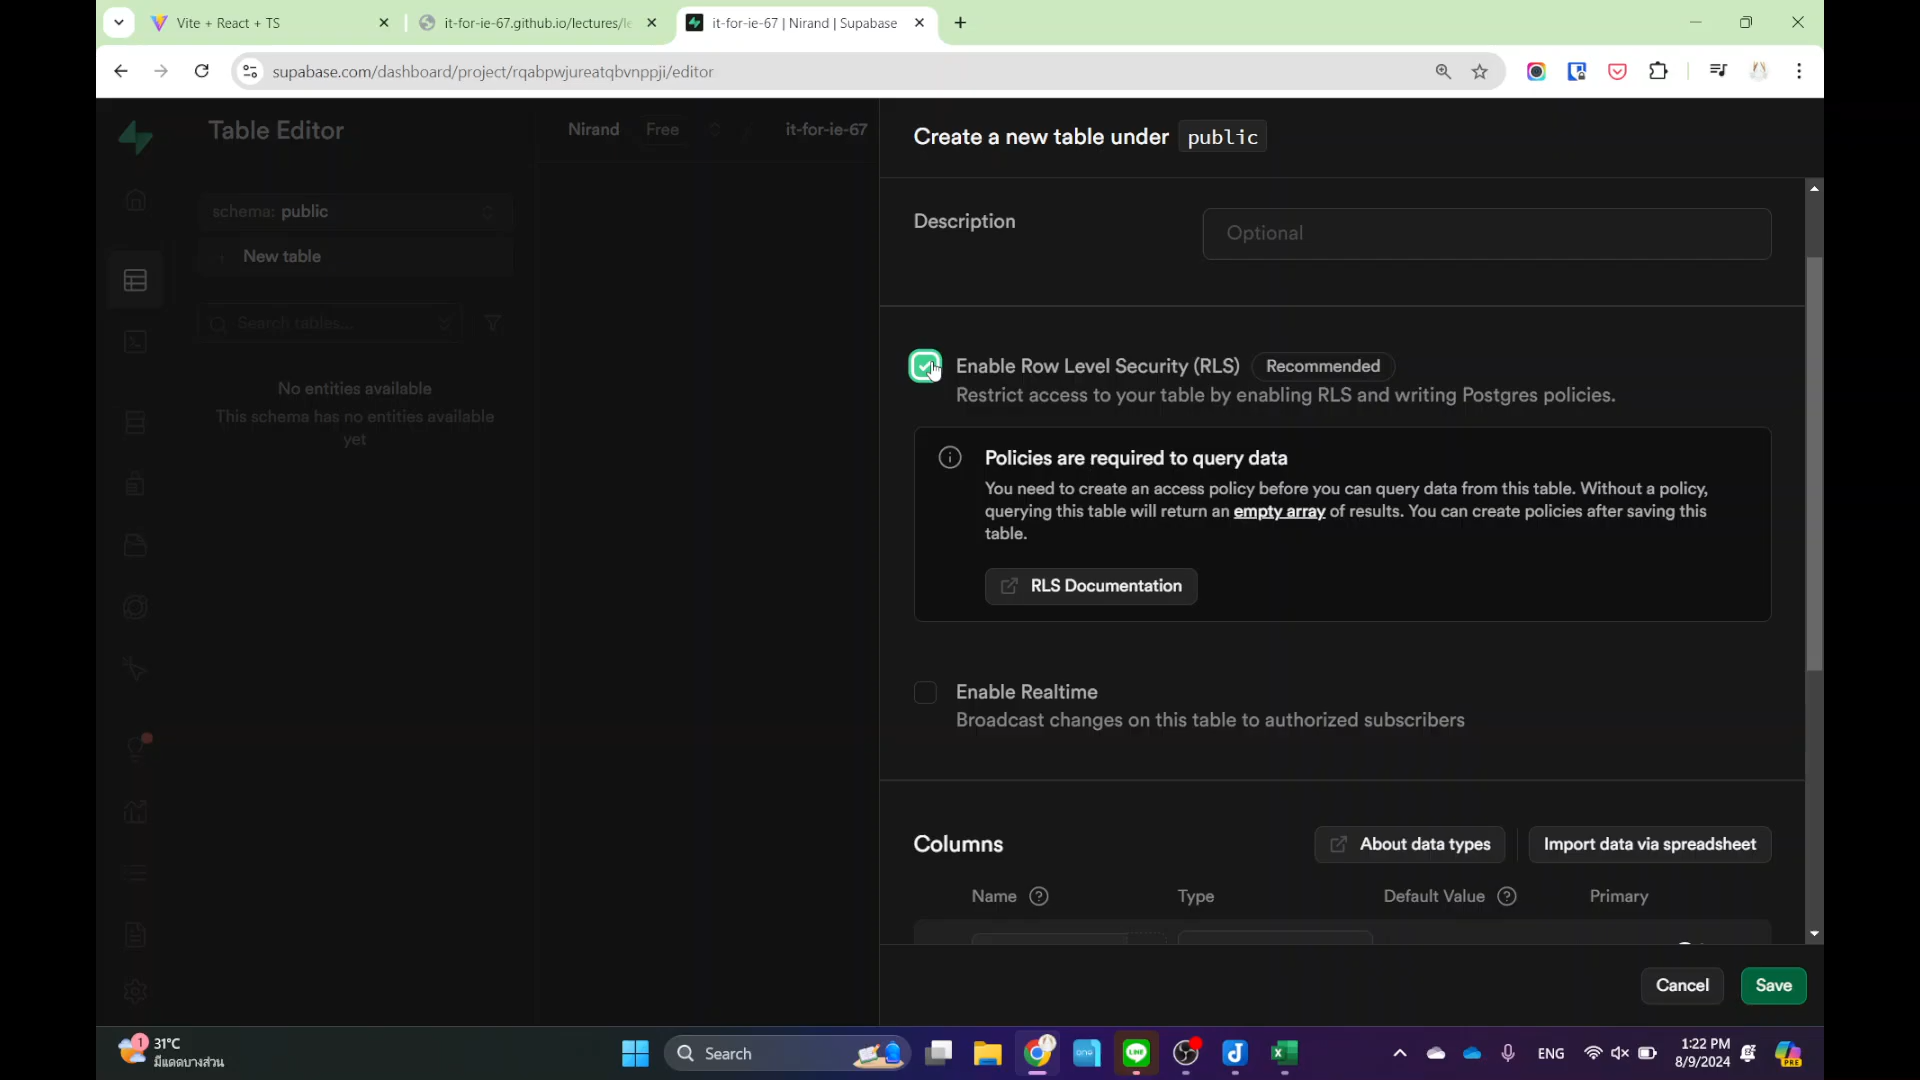 Vite + React + TS
it-for-ie-67.github.io/lectures/le
it-for-ie-67 | Nirand | Supabase
supabase.com/dashboard/project/rqabpwjureatqbvnppji/editor
Table Editor
Nirand Free it-for-ie-67
Create a new table under public
schema: public
New table
Search tables...
No entities available
This schema has no entities available
yet
Description
Optional
Enable Row Level Security (RLS) Recommended
Restrict access to your table by enabling RLS and writing Postgres policies.
Policies are required to query data
You need to create an access policy before you can query data from this table. Without a policy,
querying this table will return an empty array of results. You can create policies after saving this
table.
RLS Documentation
Enable Realtime
Broadcast changes on this table to authorized subscribers
Columns
About data types
Import data via spreadsheet
Name Type Default Value Primary
Cancel
Save
1
31°C
มีแดดบางส่วน
Search
ENG
1:22 PM
8/9/2024
PRE